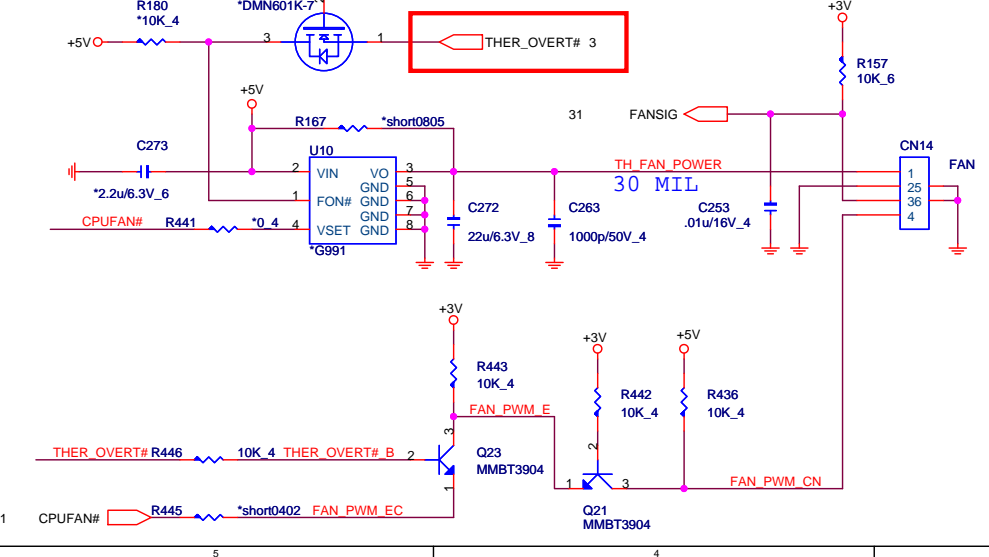 R180
*10K_4
*DMN601K-7
+3V
+5V
3
1
THER_OVERT# 3
R157
10K_6
+5V
31
FANSIG
R167
*short0805
C273
U10
CN14
FAN
2
VIN
VO
3
TH_FAN_POWER
1
GND
5
30 MIL
25
*2.2u/6.3V_6
1
FON#
GND
6
C272
C263
C253
36
CPUFAN#
R441
*0_4
GND
7
.01u/16V_4
4
4
VSET
GND
8
22u/6.3V_8
1000p/50V_4
*G991
+3V
+3V
+5V
R443
10K_4
R442
10K_4
R436
10K_4
FAN_PWM_E
3
2
THER_OVERT#
R446
10K_4
THER_OVERT#_B
2
Q23
MMBT3904
1
1
3
FAN_PWM_CN
1
CPUFAN#
R445
*short0402
FAN_PWM_EC
Q21
MMBT3904
5
4